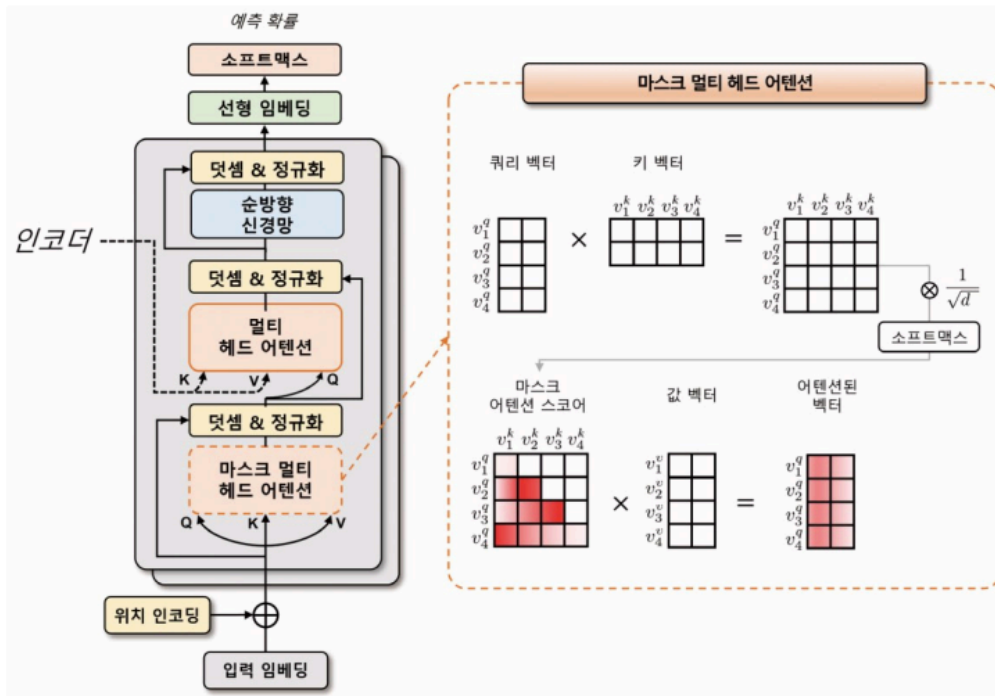 예측 확률
소프트맥스
선형 임베딩
덧셈 & 정규화
순방향
신경망
인코더
덧셈 & 정규화
멀티
헤드 어텐션
K V Q
덧셈 & 정규화
마스크 멀티
헤드 어텐션
Q K V
위치 인코딩
입력 임베딩
마스크 멀티 헤드 어텐션
쿼리 벡터 키 벡터
v₁ᵏ v₂ᵏ v₃ᵏ v₄ᵏ
v₁ᵏ v₂ᵏ v₃ᵏ v₄ᵏ
v₁^q
v₂^q
v₃^q
v₄^q
×
=
v₁^q
v₂^q
v₃^q
v₄^q
⊗ 1/√d
소프트맥스
마스크
어텐션 스코어
값 벡터
어텐션된
벡터
v₁ᵏ v₂ᵏ v₃ᵏ v₄ᵏ
v₁^q
v₂^q
v₃^q
v₄^q
×
v₁ᵛ
v₂ᵛ
v₃ᵛ
v₄ᵛ
=
v₁^q
v₂^q
v₃^q
v₄^q